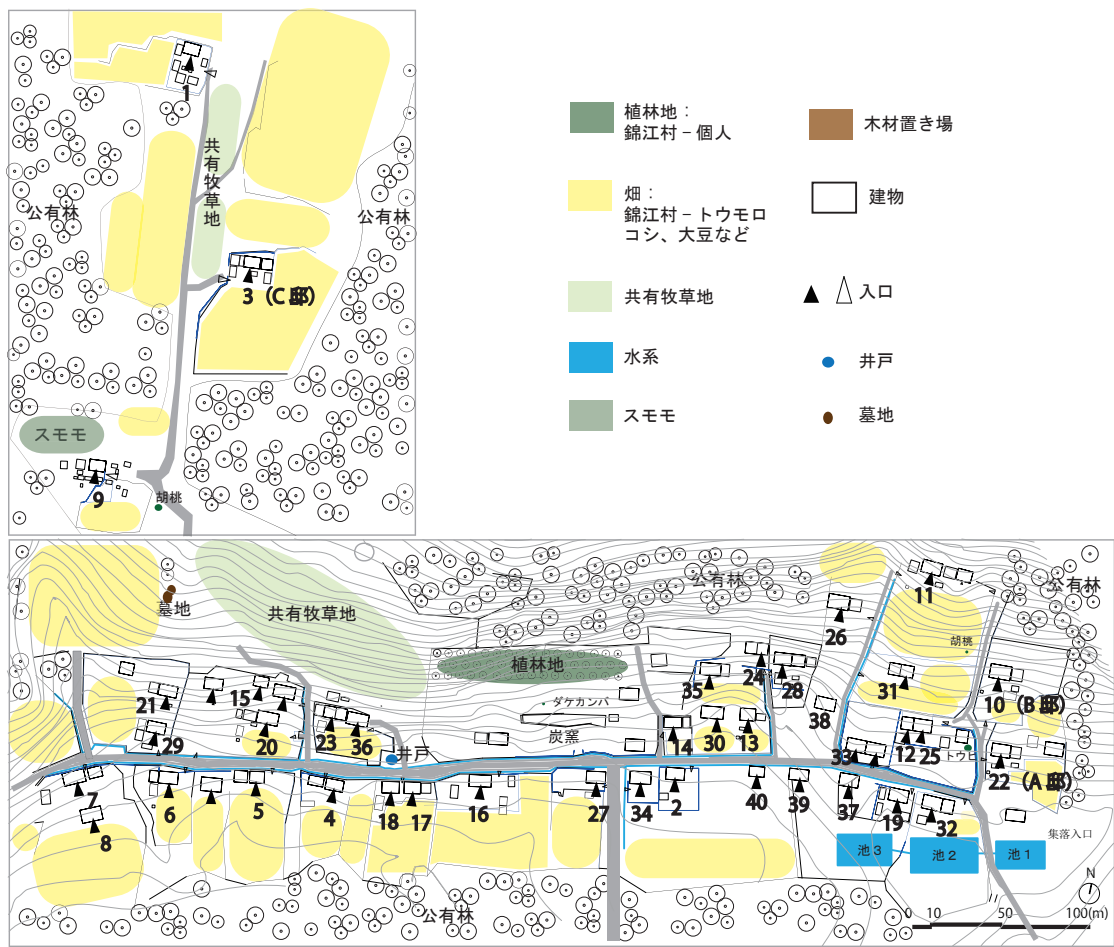 1
共有牧草地
公有林
公有林
3（C 邸）
スモモ
9
胡桃
植林地：
錦江村－個人
木材置き場
畑：
錦江村－トウモロ
コシ、大豆など
建物
共有牧草地
入口
水系
井戸
スモモ
墓地
墓地
共有牧草地
公有林
公有林
11
26
胡桃
植林地
21
15
35
24
28
31
10（B 邸）
ダケカンバ
38
29
20
23
36
井戸
炭窯
14
30
13
33
12
25
トウヒ
22（A 邸）
7
6
5
4
18
17
16
27
34
2
40
39
37
19
32
8
池３
池２
池１
集落入口
公有林
N
0
10
50
100(m)